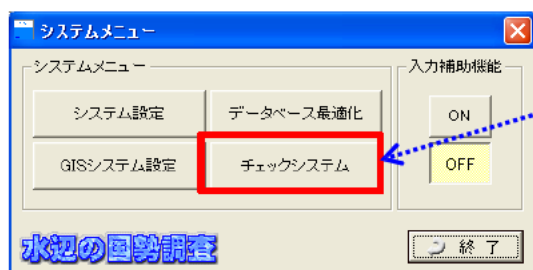 システムメニュー
システムメニュー
入力補助機能
システム設定
データベース最適化
ON
GISシステム設定
チェックシステム
OFF
水辺の国勢調査
終 了